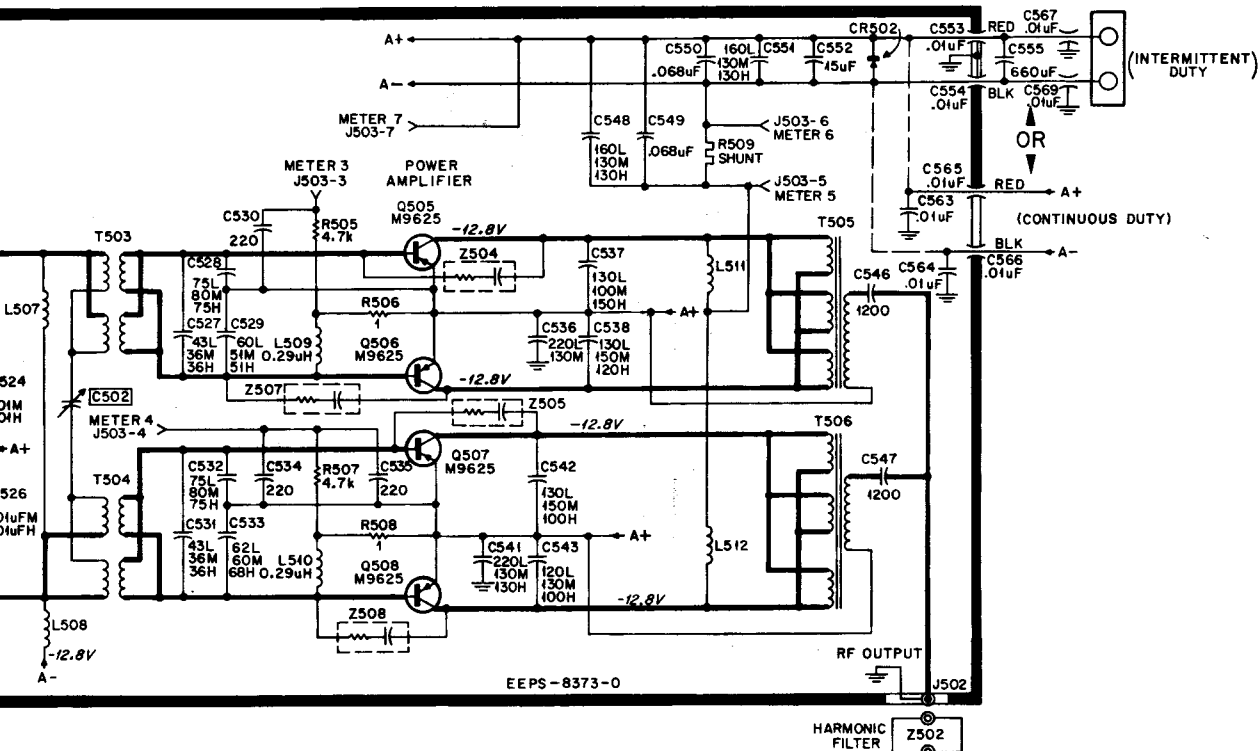 A+
A-
METER 7
J503-7
C550
.068uF
160L
130M
130H
C551
C552
15uF
CR502
C553
.01uF
RED
C567
.01uF
C555
660uF
C554
.01uF
BLK
C569
.01uF
(INTERMITTENT)
DUTY
OR
C548
160L
130M
130H
C549
.068uF
J503-6
METER 6
R509
SHUNT
J503-5
METER 5
C565
.01uF
RED
A+
C563
.01uF
(CONTINUOUS DUTY)
BLK
A-
C566
.01uF
C564
.01uF
METER 3
J503-3
POWER
AMPLIFIER
C530
220
R505
4.7k
Q505
M9625
-12.8V
Z504
T503
C528
75L
80M
75H
C527
43L
36M
36H
C529
60L
51M
51H
L509
0.29uH
R506
1
Q506
M9625
-12.8V
Z507
L507
C502
C537
130L
100M
150H
C536
220L
130M
C538
130L
150M
120H
L511
A+
T505
C546
1200
524
01M
01H
A+
526
01uFM
01uFH
METER 4
J503-4
Z505
-12.8V
T504
C532
75L
80M
75H
C534
220
R507
4.7k
C535
220
Q507
M9625
C542
130L
150M
100H
T506
C547
1200
C531
43L
36M
36H
C533
62L
60M
68H
L510
0.29uH
R508
1
Q508
M9625
C541
220L
130M
130H
C543
120L
130M
100H
A+
L512
-12.8V
Z508
L508
-12.8V
A-
EEPS-8373-0
RF OUTPUT
J502
HARMONIC
FILTER
Z502